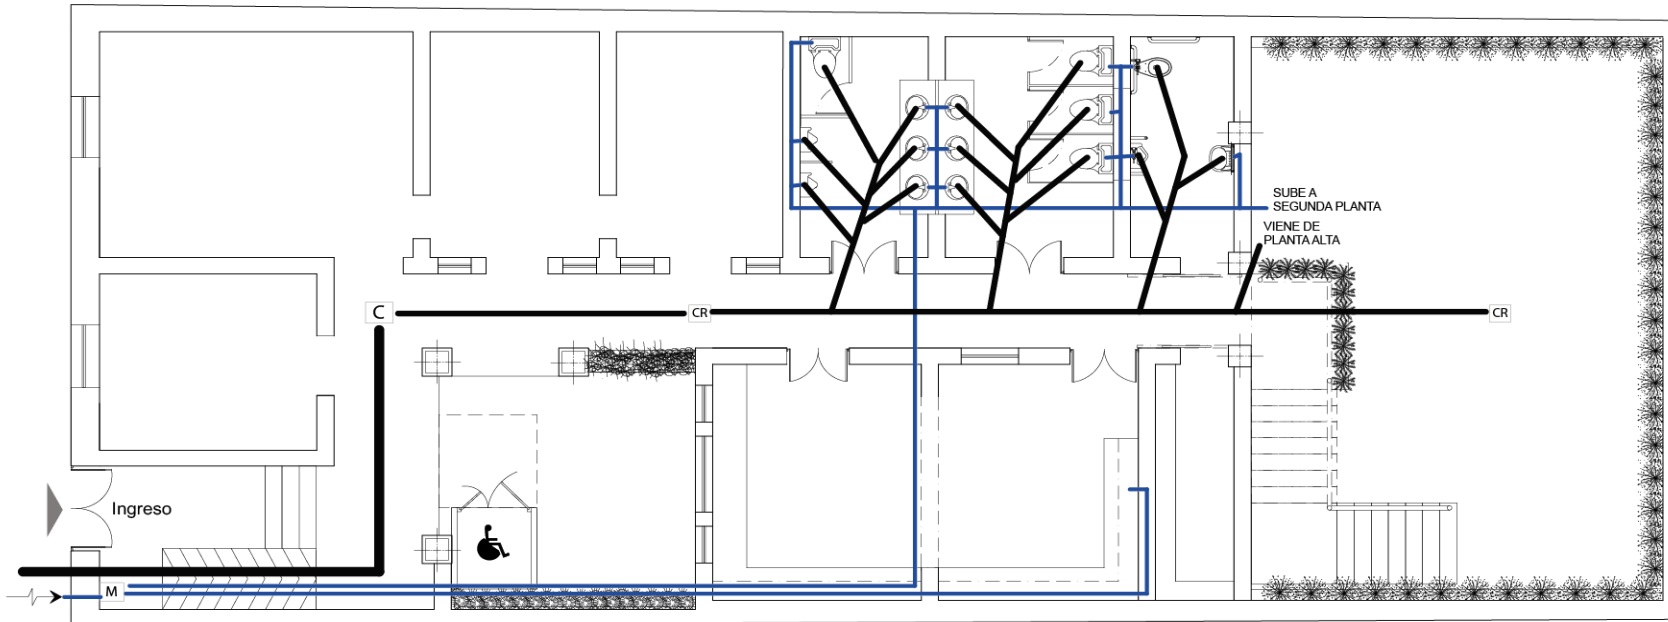 SUBE A
SEGUNDA PLANTA
VIENE DE
PLANTA ALTA
C
CR
CR
Ingreso
M